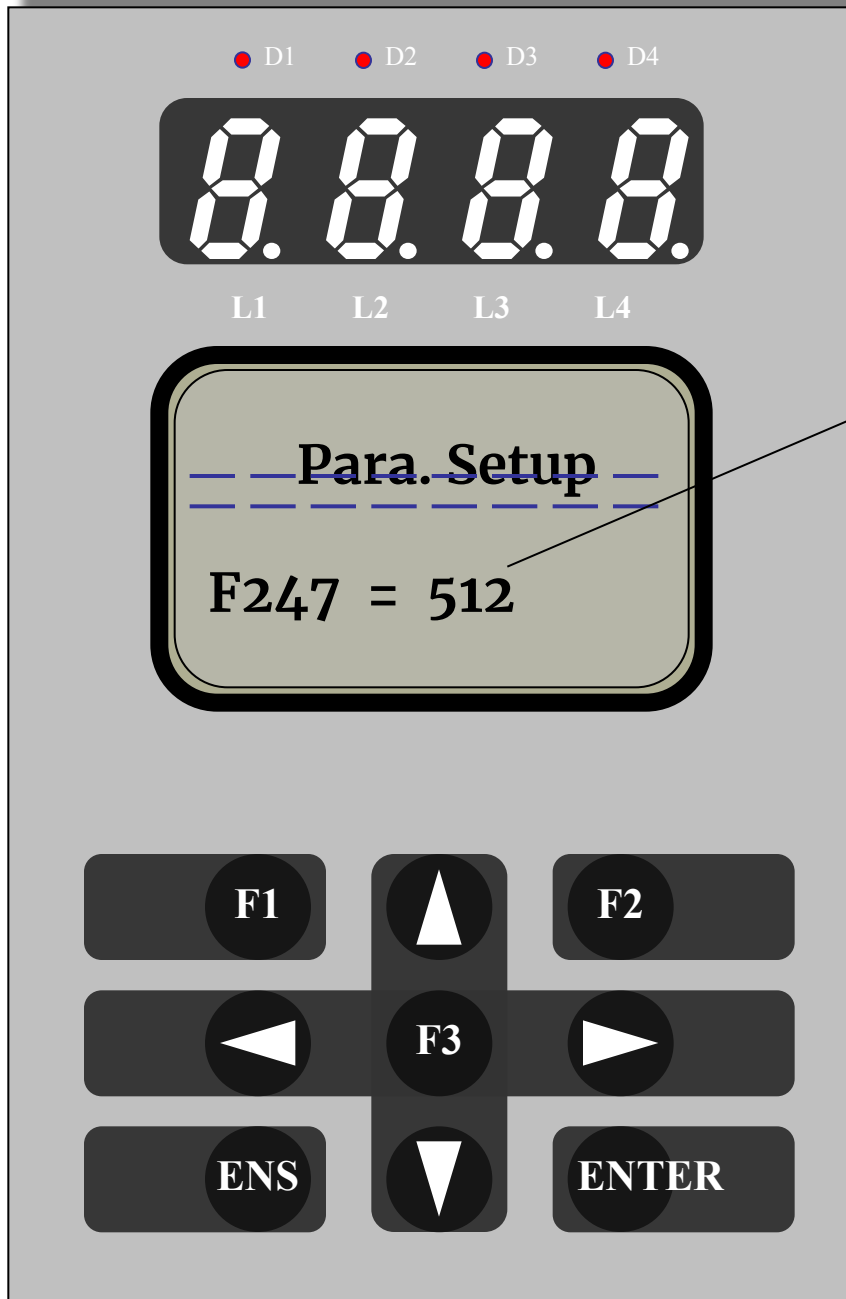 D1 D2 D3 D4
8.8.8.8.
L1 L2 L3 L4
Para. Setup
F247 = 512
F1 F2
F3
ENS ENTER